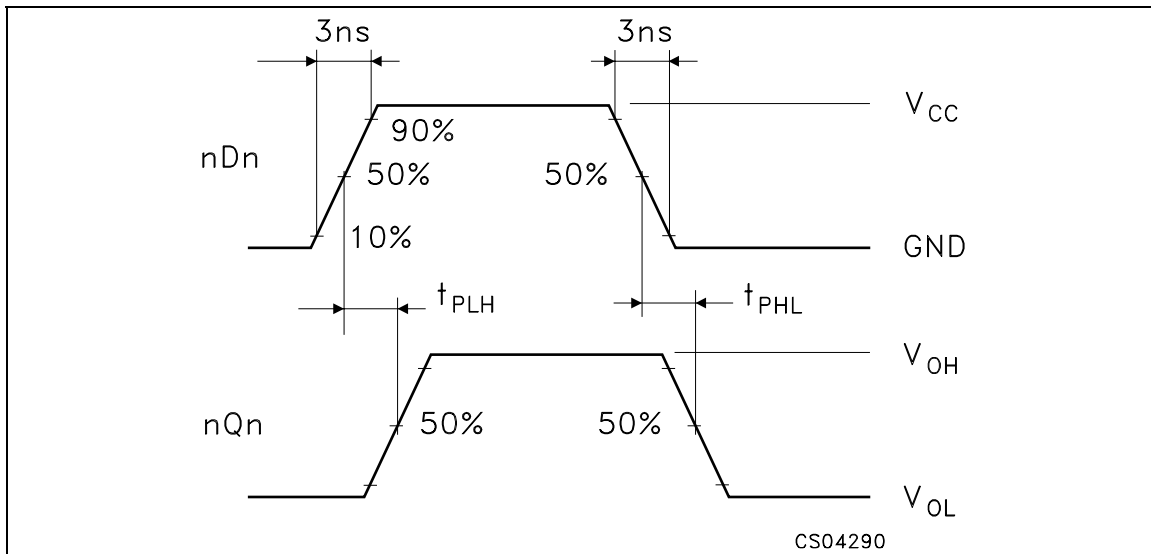 3ns 3ns
V_CC
90%
nDn
50% 50%
10%
GND
t_PLH t_PHL
V_OH
nQn
50% 50%
V_OL
CS04290